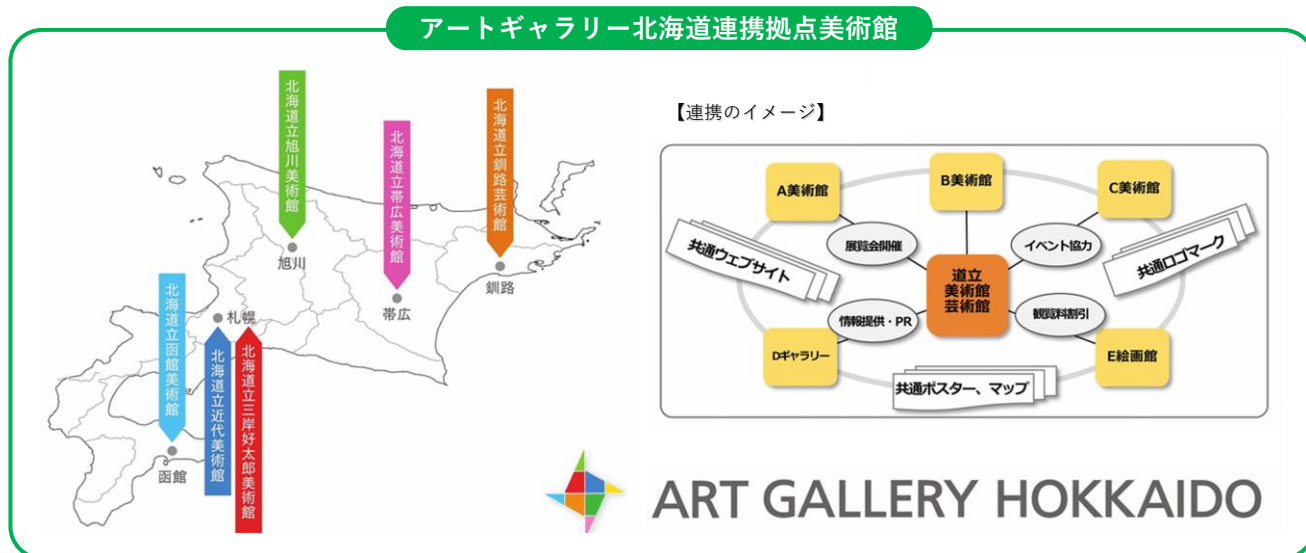 アートギャラリー北海道連携拠点美術館
北海道立旭川美術館
北海道立帯広美術館
北海道立釧路芸術館
北海道立函館美術館
北海道立近代美術館
北海道立三岸好太郎美術館
旭川
札幌
帯広
釧路
函館
【連携のイメージ】
A美術館
B美術館
C美術館
展覧会開催
イベント協力
共通ウェブサイト
共通ロゴマーク
道立
美術館
芸術館
情報提供・PR
観覧料割引
Dギャラリー
E絵画館
共通ポスター、マップ
ART GALLERY HOKKAIDO